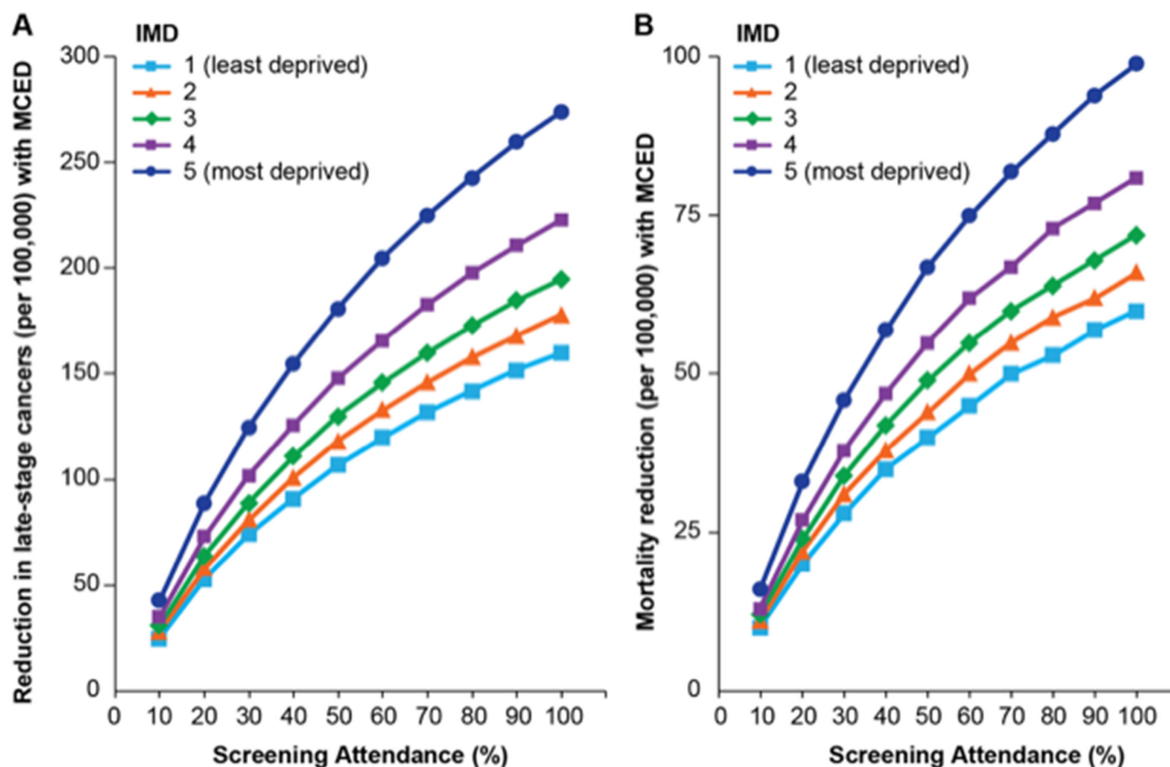 A
IMD
1 (least deprived)
2
3
4
5 (most deprived)
Reduction in late-stage cancers (per 100,000) with MCED
300
250
200
150
100
50
0
0 10 20 30 40 50 60 70 80 90 100
Screening Attendance (%)
B
IMD
1 (least deprived)
2
3
4
5 (most deprived)
Mortality reduction (per 100,000) with MCED
100
75
50
25
0
0 10 20 30 40 50 60 70 80 90 100
Screening Attendance (%)